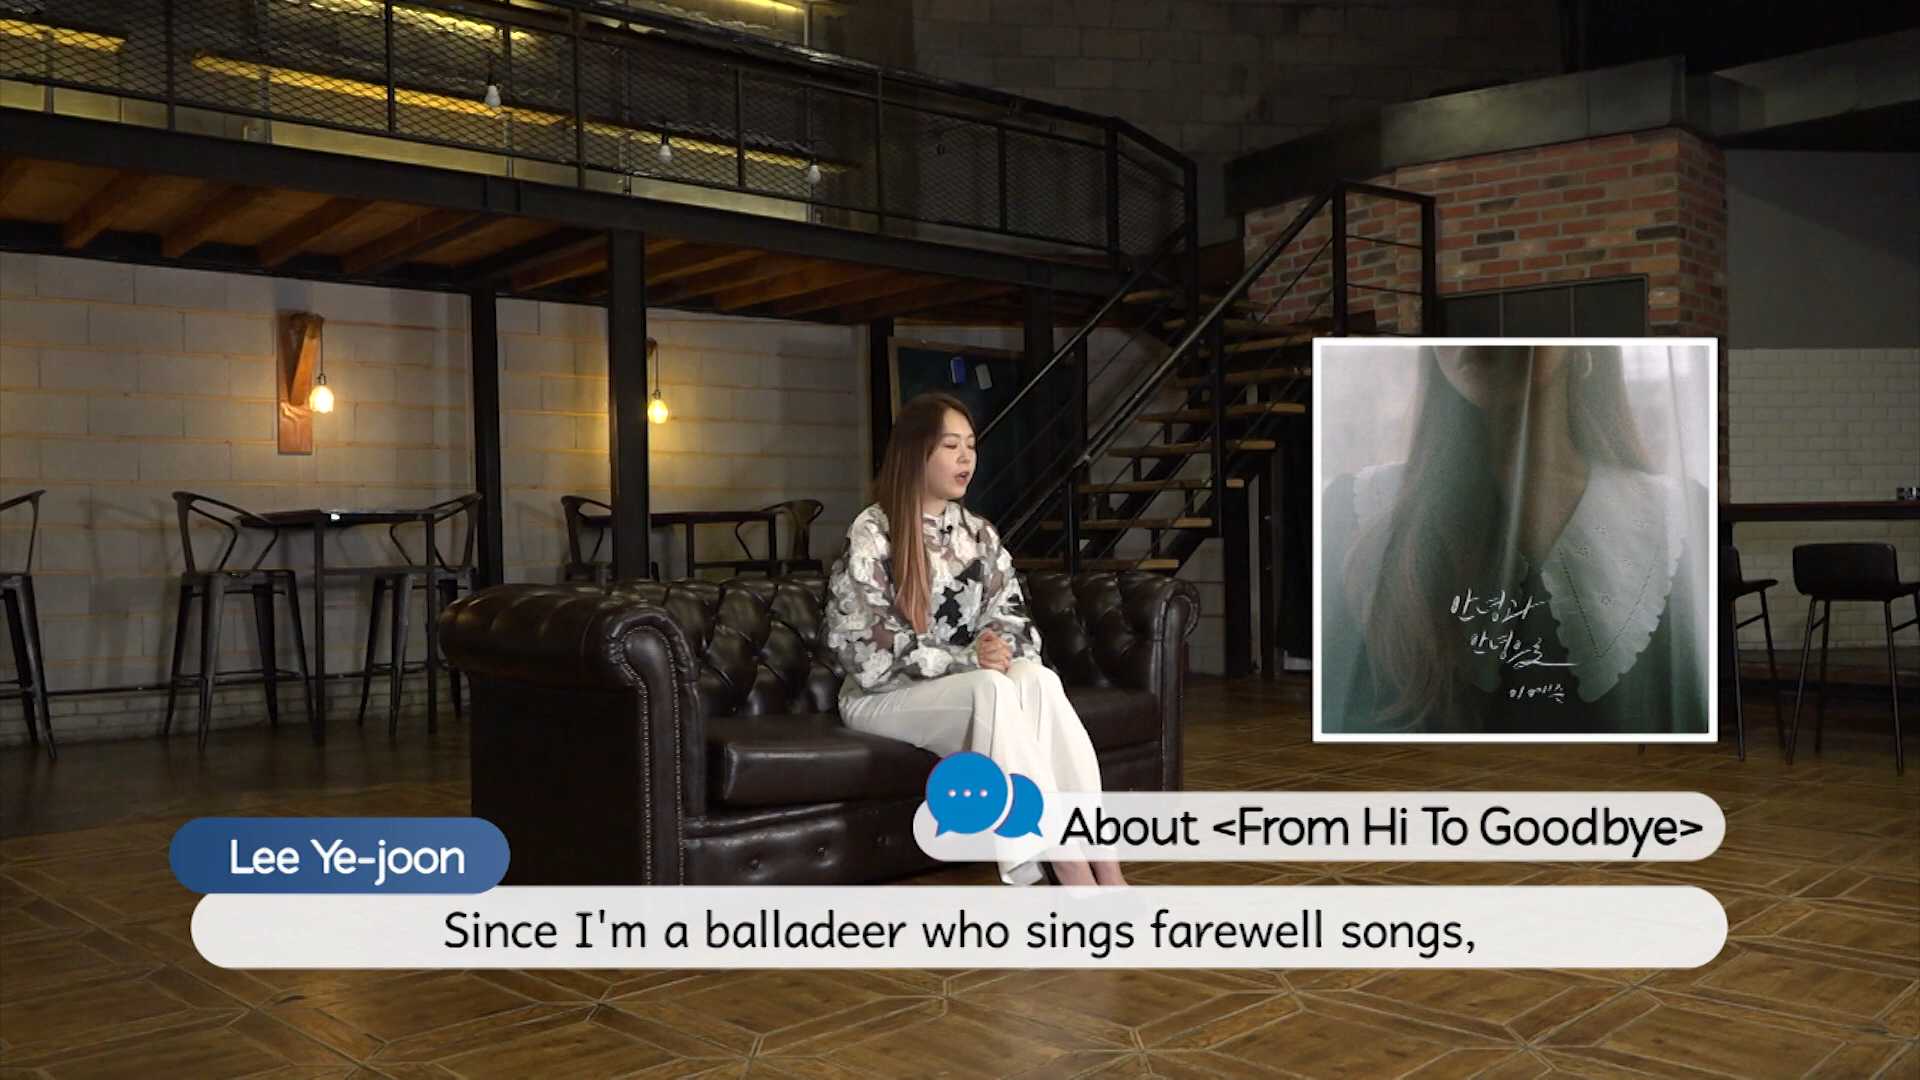 안녕과
안녕으로
이예준
About <From Hi To Goodbye>
Lee Ye-joon
Since I'm a balladeer who sings farewell songs,